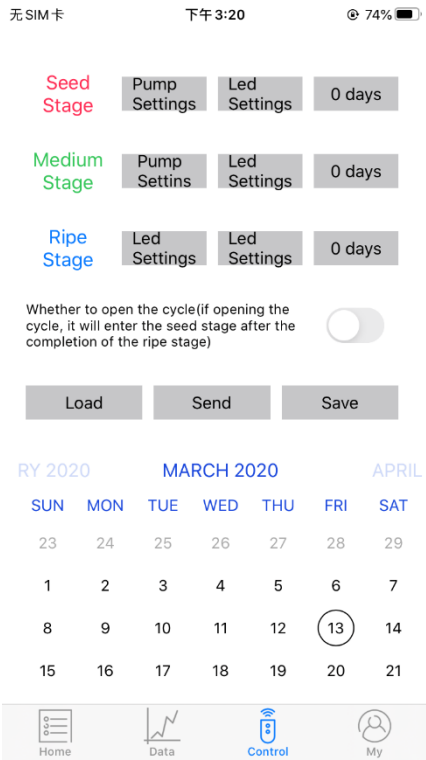 无 SIM 卡 下午 3:20 74%
Seed Stage
Pump Settings
Led Settings
0 days
Medium Stage
Pump Settins
Led Settings
0 days
Ripe Stage
Led Settings
Led Settings
0 days
Whether to open the cycle(if opening the
cycle, it will enter the seed stage after the
completion of the ripe stage)
Load Send Save
RY 2020 MARCH 2020 APRIL
SUN MON TUE WED THU FRI SAT
23 24 25 26 27 28 29
1 2 3 4 5 6 7
8 9 10 11 12 13 14
15 16 17 18 19 20 21
Home Data Control My